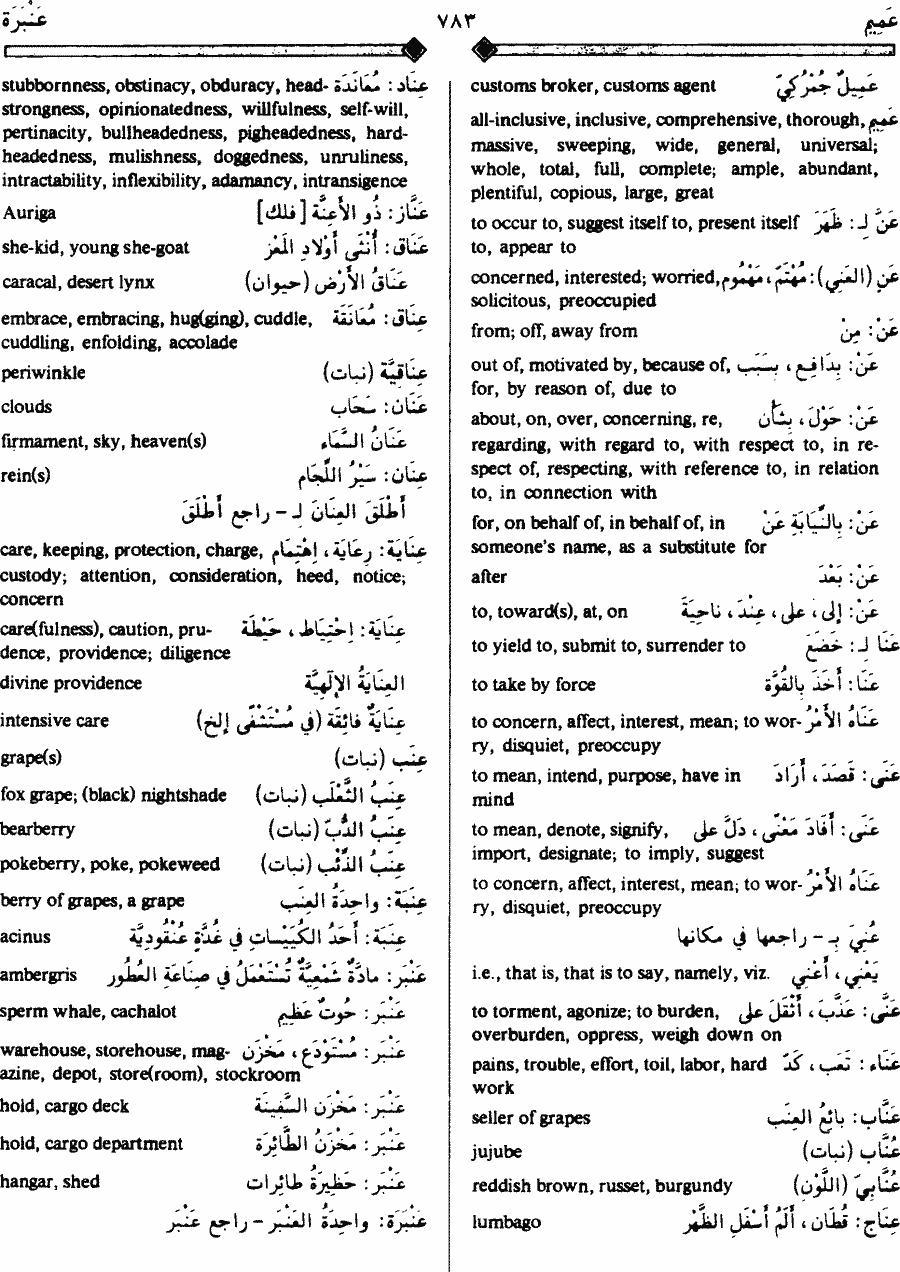 عَمِيم ٧٨٣ عَنْبَرَة
عَمِيلٌ جُمْرُكِيّ customs broker, customs agent
عَمِيم all-inclusive, inclusive, comprehensive, thorough,
massive, sweeping, wide, general, universal;
whole, total, full, complete; ample, abundant,
plentiful, copious, large, great
عَنَّ لـ: ظَهَرَ to occur to, suggest itself to, present itself
to, appear to
عَنٍ (العَنِي): مُهْتَمّ، مَهْمُوم concerned, interested; worried,
solicitous, preoccupied
عَنْ: مِنْ from; off, away from
عَنْ: بِدَافِعِ، بِسَبَبِ out of, motivated by, because of,
for, by reason of, due to
عَنْ: حَوْلَ، بِشَأْن about, on, over, concerning, re,
regarding, with regard to, with respect to, in re-
spect of, respecting, with reference to, in relation
to, in connection with
عَنْ: بِالنِّيَابَةِ عَنْ for, on behalf of, in behalf of, in
someone's name, as a substitute for
عَنْ: بَعْدَ after
عَنْ: إلى، على، عِنْدَ، ناحِيَةَ to, toward(s), at, on
عَنَا لـ: خَضَعَ to yield to, submit to, surrender to
عَنَا: أَخَذَ بِالقُوَّة to take by force
عَنَاهُ الأَمْرُ to concern, affect, interest, mean; to wor-
ry, disquiet, preoccupy
عَنَى: قَصَدَ، أَرَادَ to mean, intend, purpose, have in
mind
عَنَى: أَفَادَ مَعْنًى، دَلَّ على to mean, denote, signify,
import, designate; to imply, suggest
عَنَاهُ الأَمْرُ to concern, affect, interest, mean; to wor-
ry, disquiet, preoccupy
عُنِيَ بـ - راجعها في مكانها
يَعْنِي، أَعْنِي i.e., that is, that is to say, namely, viz.
عَنَّى: عَذَّبَ، أَثْقَلَ على to torment, agonize; to burden,
overburden, oppress, weigh down on
عَنَاء: تَعَب، كَدّ pains, trouble, effort, toil, labor, hard
work
عَنَّاب: بائِعُ العِنَب seller of grapes
عُنَّاب (نبات) jujube
عُنَّابِيّ (اللَّوْن) reddish brown, russet, burgundy
عِنَاج: قُطَان، أَلَمُ أَسْفَلِ الظَّهْر lumbago
عِنَاد: مُعَانَدَة stubbornness, obstinacy, obduracy, head-
strongness, opinionatedness, willfulness, self-will,
pertinacity, bullheadedness, pigheadedness, hard-
headedness, mulishness, doggedness, unruliness,
intractability, inflexibility, adamancy, intransigence
عَنَّاز: ذُو الأَعِنَّة [فلك] Auriga
عَنَاق: أُنْثَى أَوْلادِ المَعْز she-kid, young she-goat
عَنَاقُ الأَرْض (حيوان) caracal, desert lynx
عِنَاق: مُعَانَقَة embrace, embracing, hug(ging), cuddle,
cuddling, enfolding, accolade
عَنَاقِيَّة (نبات) periwinkle
عَنَان: سَحَاب clouds
عَنَانُ السَّمَاء firmament, sky, heaven(s)
عِنَان: سَيْرُ اللِّجَام rein(s)
أَطْلَقَ العِنَانَ لـ - راجع أَطْلَقَ
عِنَايَة: رِعَايَة، اِهْتِمَام care, keeping, protection, charge,
custody; attention, consideration, heed, notice;
concern
عِنَايَة: اِحْتِيَاط، حَيْطَة care(fulness), caution, pru-
dence, providence; diligence
العِنَايَةُ الإِلٰهِيَّة divine providence
عِنَايَةٌ فائِقَة (في مُسْتَشْفًى إلخ) intensive care
عِنَب (نبات) grape(s)
عِنَبُ الثَّعْلَب (نبات) fox grape; (black) nightshade
عِنَبُ الدُّبّ (نبات) bearberry
عِنَبُ الذِّئْب (نبات) pokeberry, poke, pokeweed
عِنَبَة: واحِدَةُ العِنَب berry of grapes, a grape
عِنَبَة: أَحَدُ الكُيَيْسَاتِ في غُدَّةٍ عُنْقُودِيَّة acinus
عَنْبَر: مادَّةٌ شَمْعِيَّةٌ تُسْتَعْمَلُ في صِنَاعَةِ العُطُور ambergris
عَنْبَر: حُوتٌ عَظِيم sperm whale, cachalot
عَنْبَر: مُسْتَوْدَع، مَخْزَن warehouse, storehouse, mag-
azine, depot, store(room), stockroom
عَنْبَر: مَخْزَنُ السَّفِينَة hold, cargo deck
عَنْبَر: مَخْزَنُ الطَّائِرَة hold, cargo department
عَنْبَر: حَظِيرَةُ طائِرات hangar, shed
عَنْبَرَة: واحِدَةُ العَنْبَر - راجع عَنْبَر